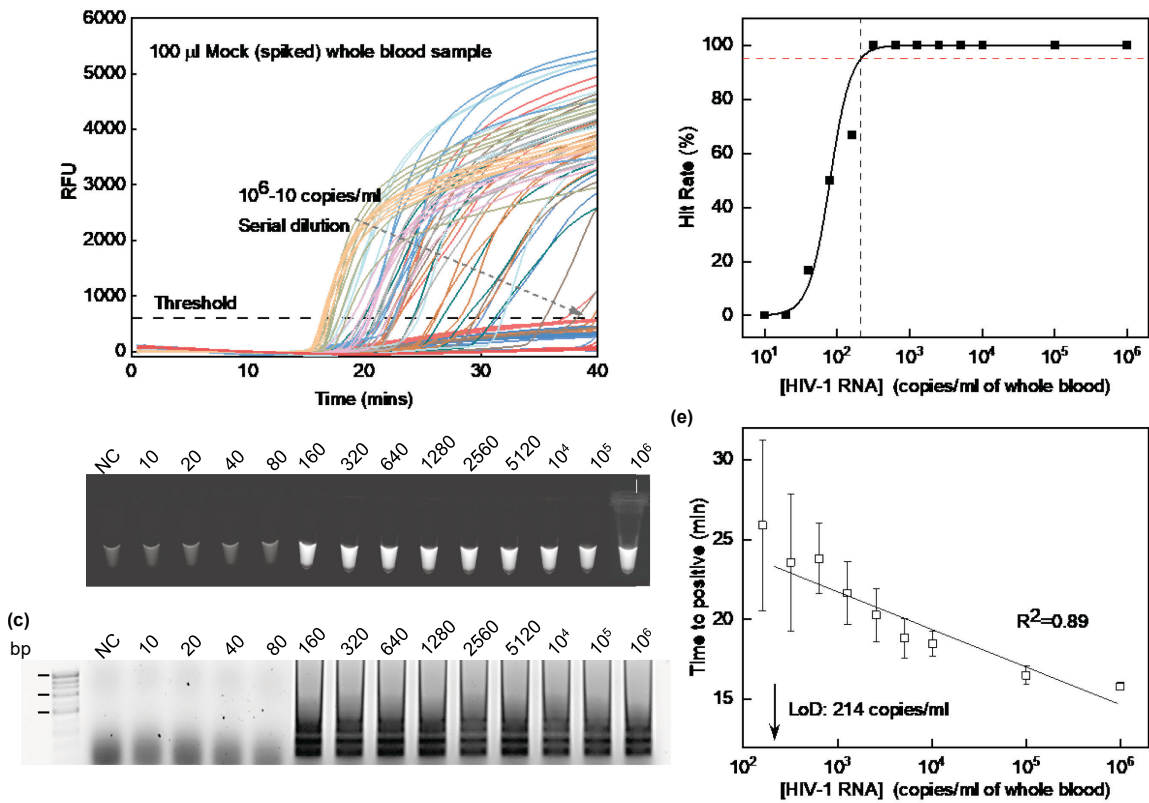 6000
5000
4000
3000
2000
1000
0
RFU
100 µl Mock (spiked) whole blood sample
10⁶-10 copies/ml
Serial dilution
Threshold
0 10 20 30 40
Time (mins)
100
80
60
40
20
0
Hit Rate (%)
10¹ 10² 10³ 10⁴ 10⁵ 10⁶
[HIV-1 RNA] (copies/ml of whole blood)
NC 10 20 40 80 160 320 640 1280 2560 5120 10⁴ 10⁵ 10⁶
(c)
bp
NC 10 20 40 80 160 320 640 1280 2560 5120 10⁴ 10⁵ 10⁶
(e)
30
25
20
15
Time to positive (min)
R²=0.89
LoD: 214 copies/ml
10² 10³ 10⁴ 10⁵ 10⁶
[HIV-1 RNA] (copies/ml of whole blood)